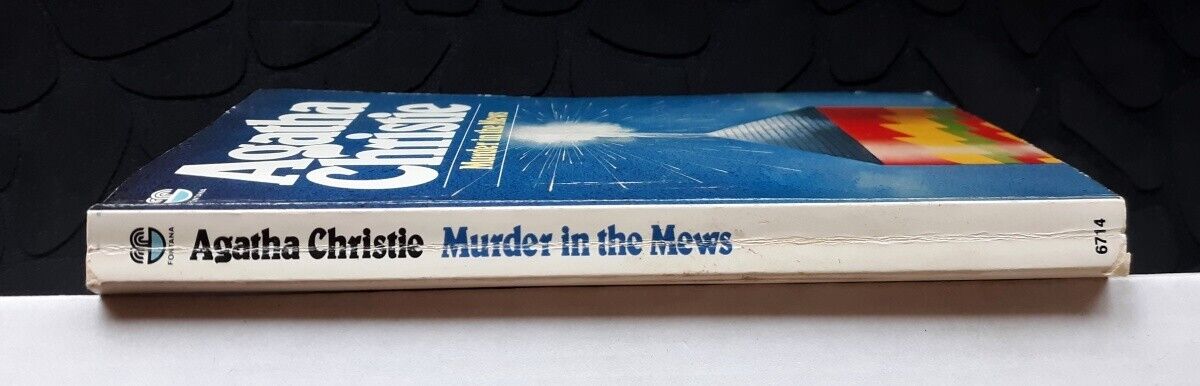 Agatha
Christie
Murder in the Mews
FONTANA
Agatha Christie Murder in the Mews
6714